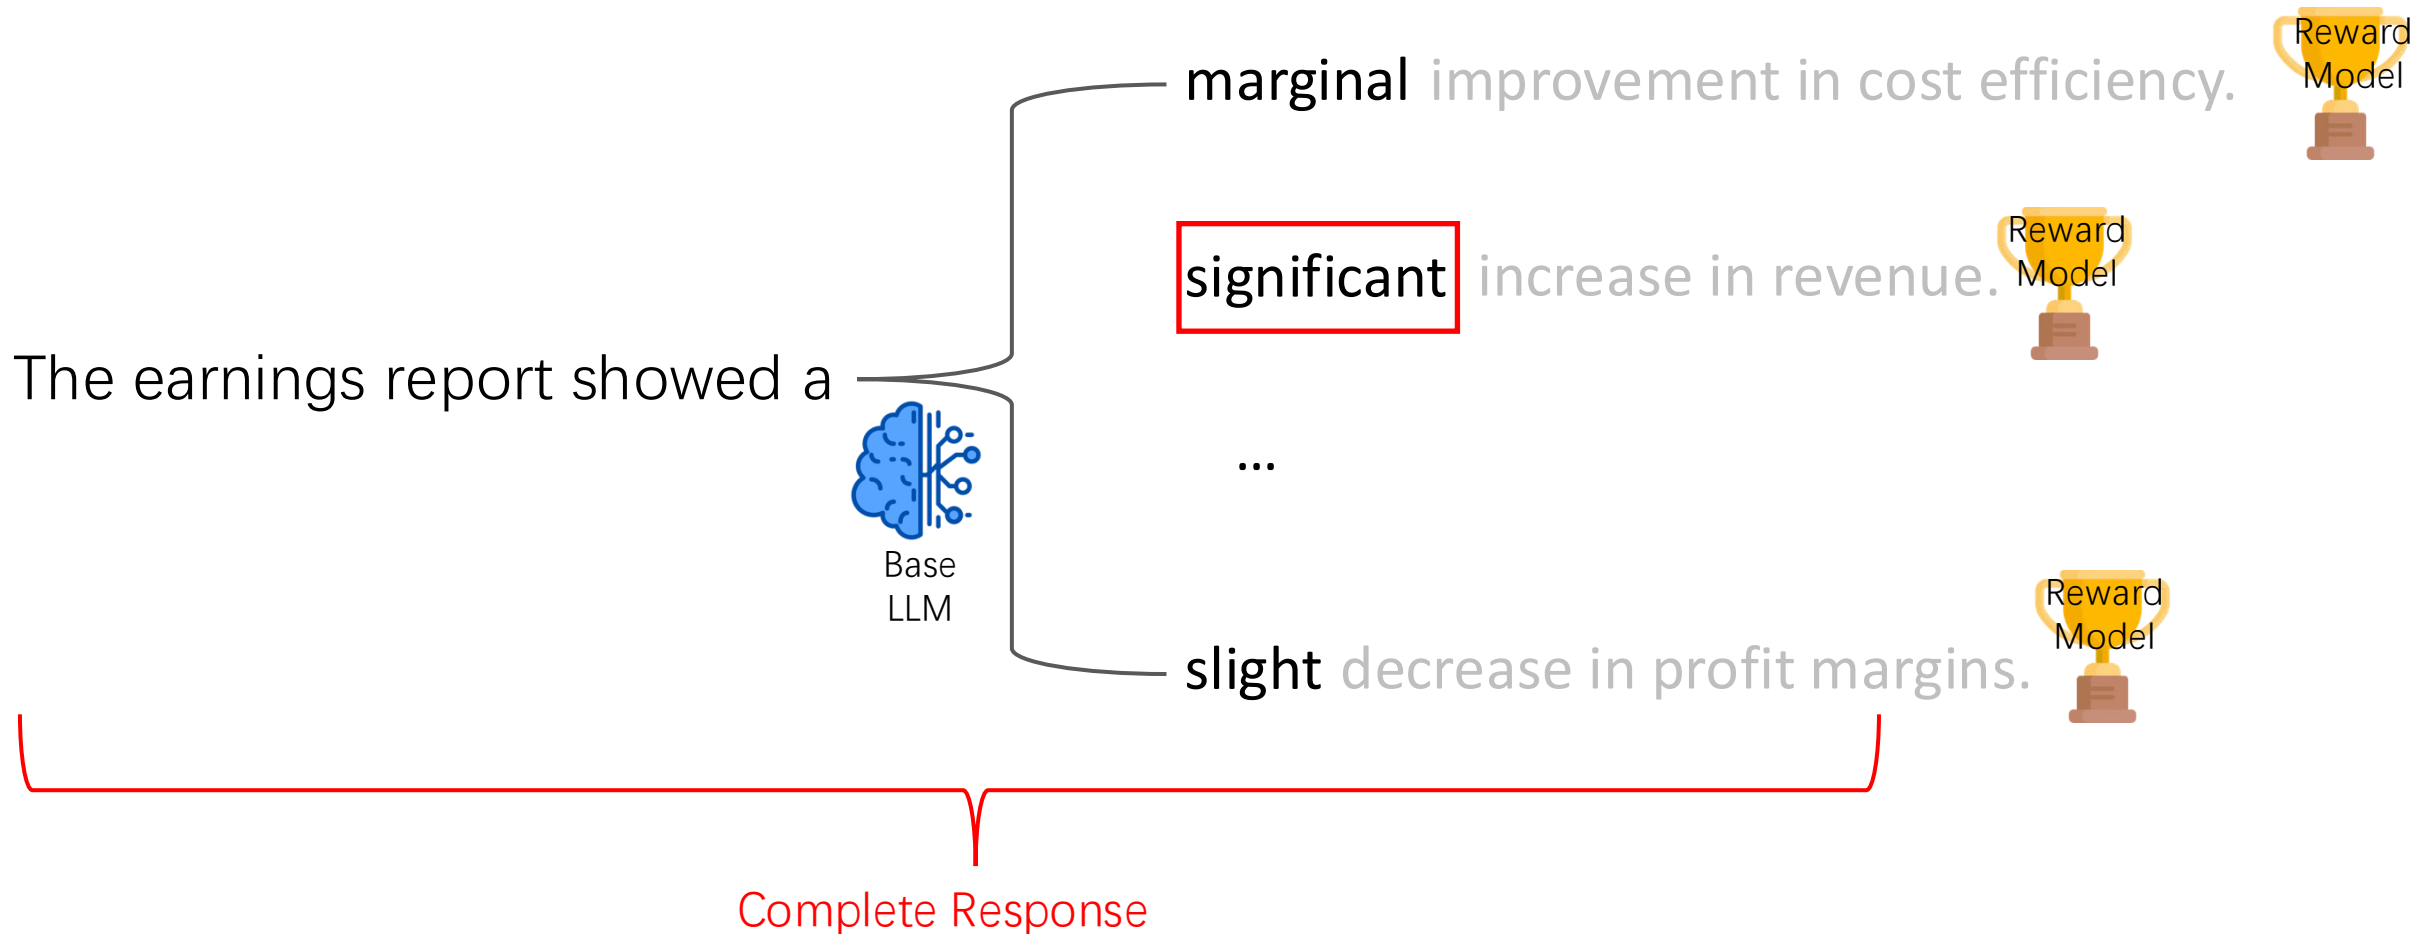 marginal improvement in cost efficiency.
Reward
Model
significant increase in revenue.
Reward
Model
The earnings report showed a
...
Base
LLM
slight decrease in profit margins.
Reward
Model
Complete Response